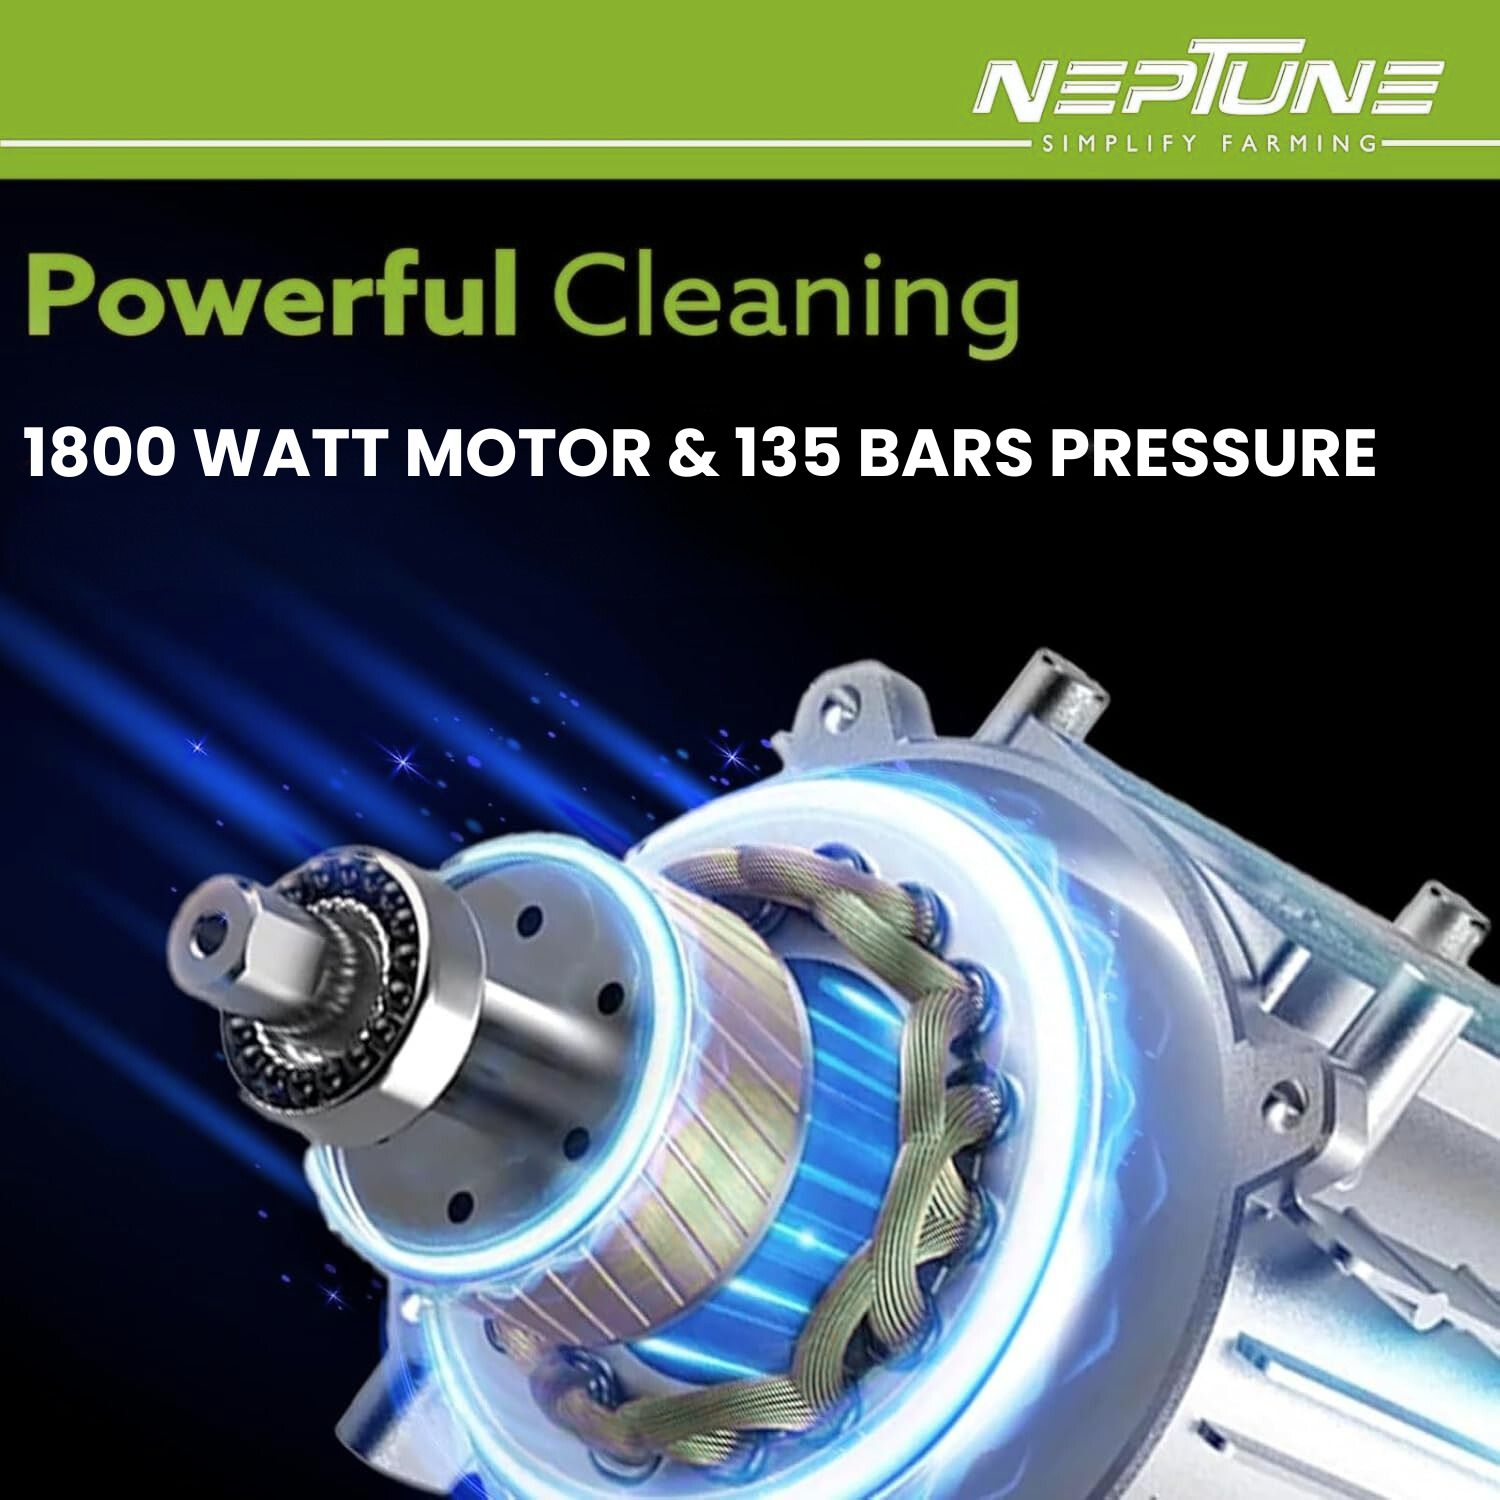 NEPTUNE
SIMPLIFY FARMING
Powerful Cleaning
1800 WATT MOTOR & 135 BARS PRESSURE